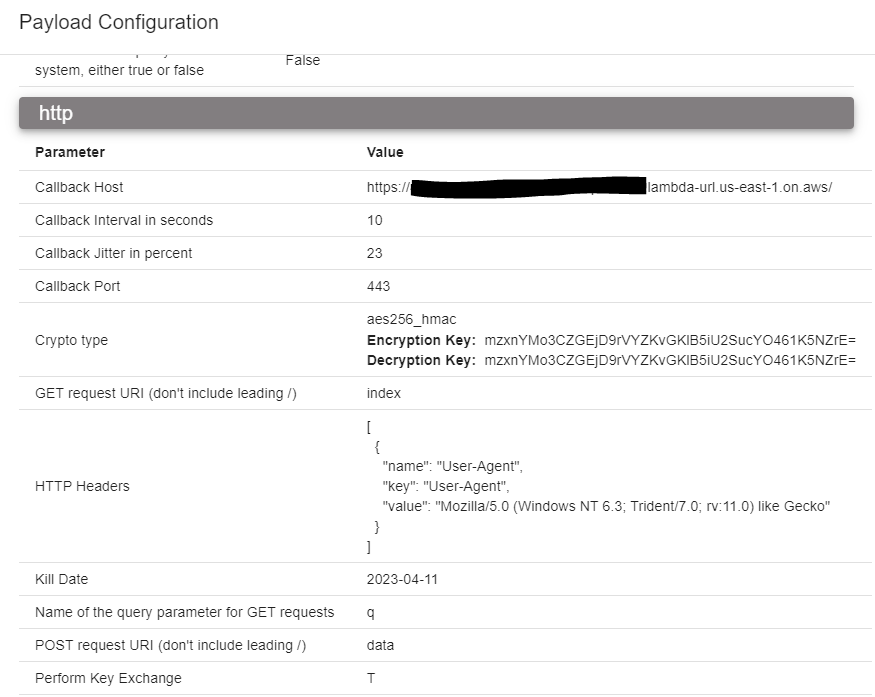 Payload Configuration
system, either true or false
False
http
Parameter Value
Callback Host https:// lambda-url.us-east-1.on.aws/
Callback Interval in seconds 10
Callback Jitter in percent 23
Callback Port 443
aes256_hmac
Crypto type Encryption Key: mzxnYMo3CZGEjD9rVYZKvGKlB5iU2SucYO461K5NZrE=
Decryption Key: mzxnYMo3CZGEjD9rVYZKvGKlB5iU2SucYO461K5NZrE=
GET request URI (don't include leading /) index
[
{
"name": "User-Agent",
HTTP Headers "key": "User-Agent",
"value": "Mozilla/5.0 (Windows NT 6.3; Trident/7.0; rv:11.0) like Gecko"
}
]
Kill Date 2023-04-11
Name of the query parameter for GET requests q
POST request URI (don't include leading /) data
Perform Key Exchange T